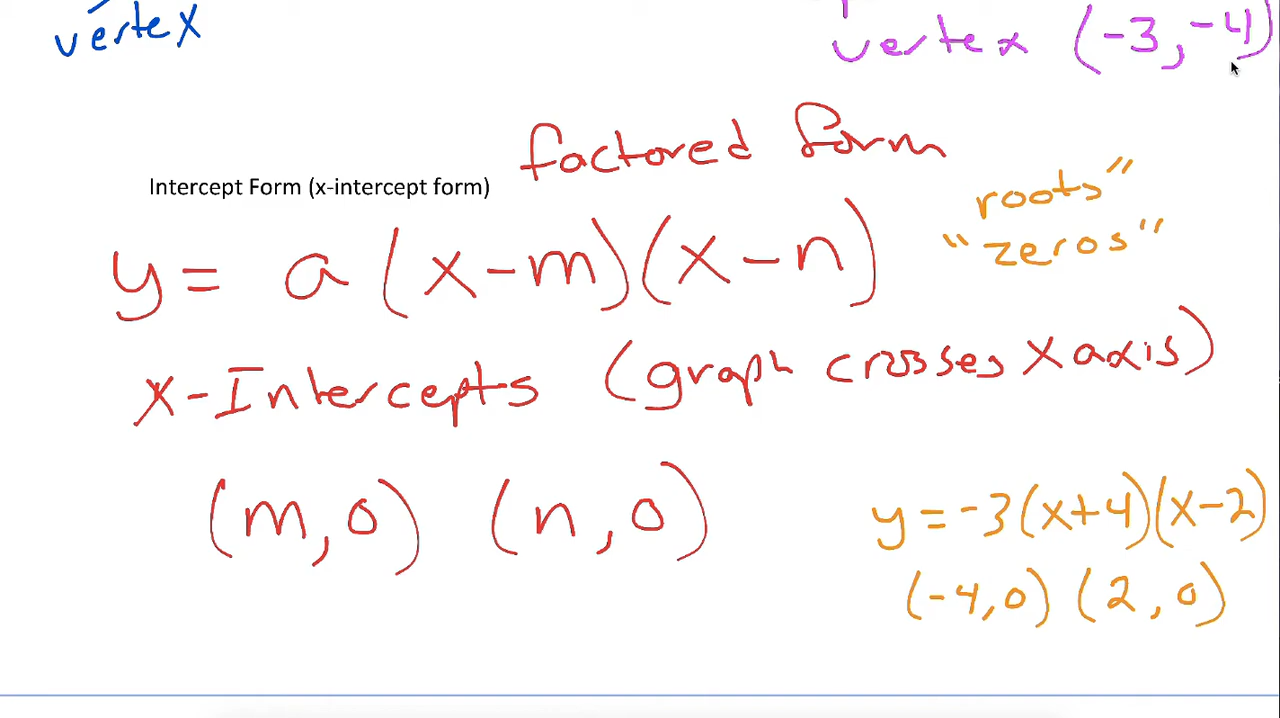 vertex
vertex (-3,-4)
factored form
Intercept Form (x-intercept form)
roots"
"zeros"
y= a(x-m)(x-n)
x-Intercepts (graph crosses x axis)
(m,0) (n,0)
y=-3(x+4)(x-2)
(-4,0) (2,0)